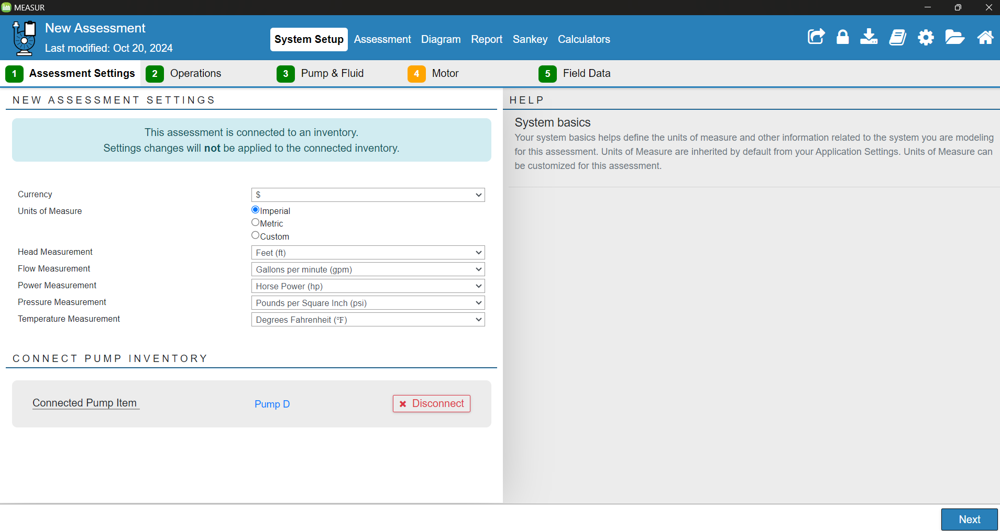 MEASUR
New Assessment
Last modified: Oct 20, 2024
System Setup Assessment Diagram Report Sankey Calculators
1 Assessment Settings 2 Operations 3 Pump & Fluid 4 Motor 5 Field Data
NEW ASSESSMENT SETTINGS
This assessment is connected to an inventory.
Settings changes will not be applied to the connected inventory.
Currency $
Units of Measure Imperial
Metric
Custom
Head Measurement Feet (ft)
Flow Measurement Gallons per minute (gpm)
Power Measurement Horse Power (hp)
Pressure Measurement Pounds per Square Inch (psi)
Temperature Measurement Degrees Fahrenheit (℉)
CONNECT PUMP INVENTORY
Connected Pump Item Pump D Disconnect
HELP
System basics
Your system basics helps define the units of measure and other information related to the system you are modeling
for this assessment. Units of Measure are inherited by default from your Application Settings. Units of Measure can
be customized for this assessment.
Next